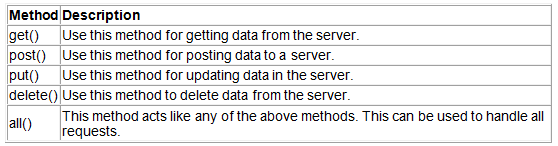 Method Description
get() Use this method for getting data from the server.
post() Use this method for posting data to a server.
put() Use this method for updating data in the server.
delete() Use this method to delete data from the server.
all() This method acts like any of the above methods. This can be used to handle all
requests.